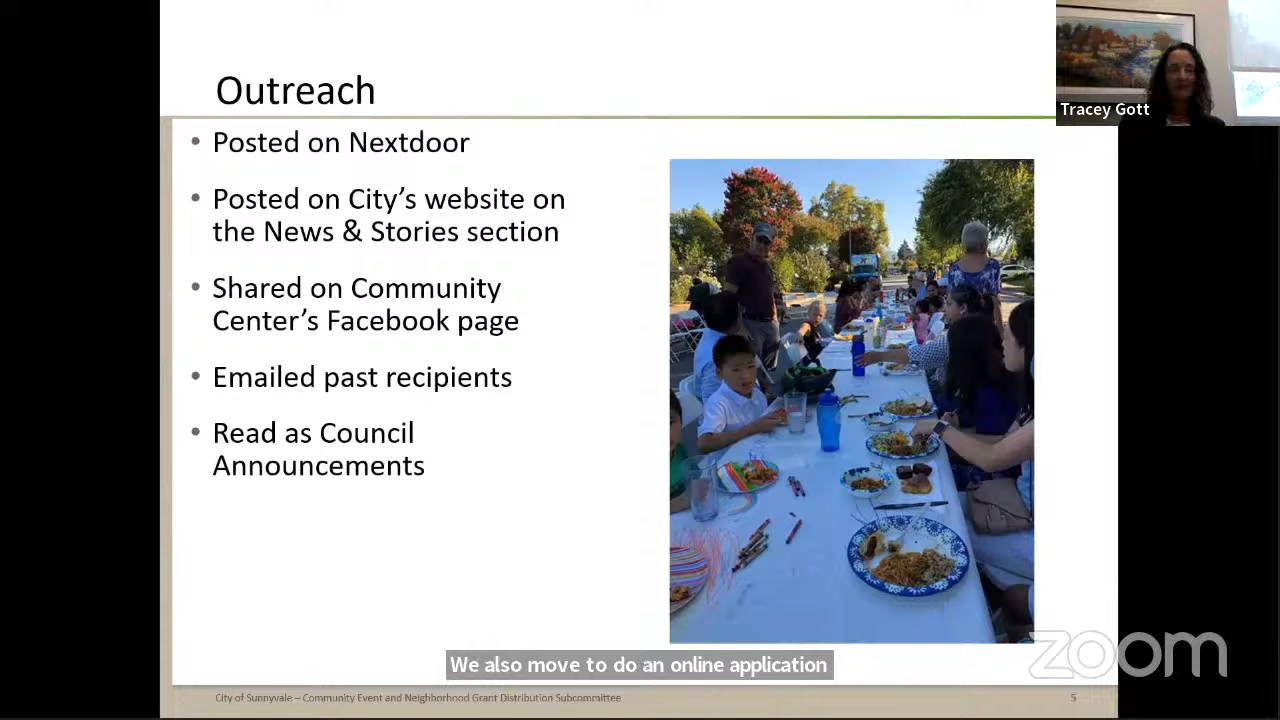 Outreach
Tracey Gott
• Posted on Nextdoor
• Posted on City’s website on
the News & Stories section
• Shared on Community
Center’s Facebook page
• Emailed past recipients
• Read as Council
Announcements
We also move to do an online application
zoom
City of Sunnyvale – Community Event and Neighborhood Grant Distribution Subcommittee
5